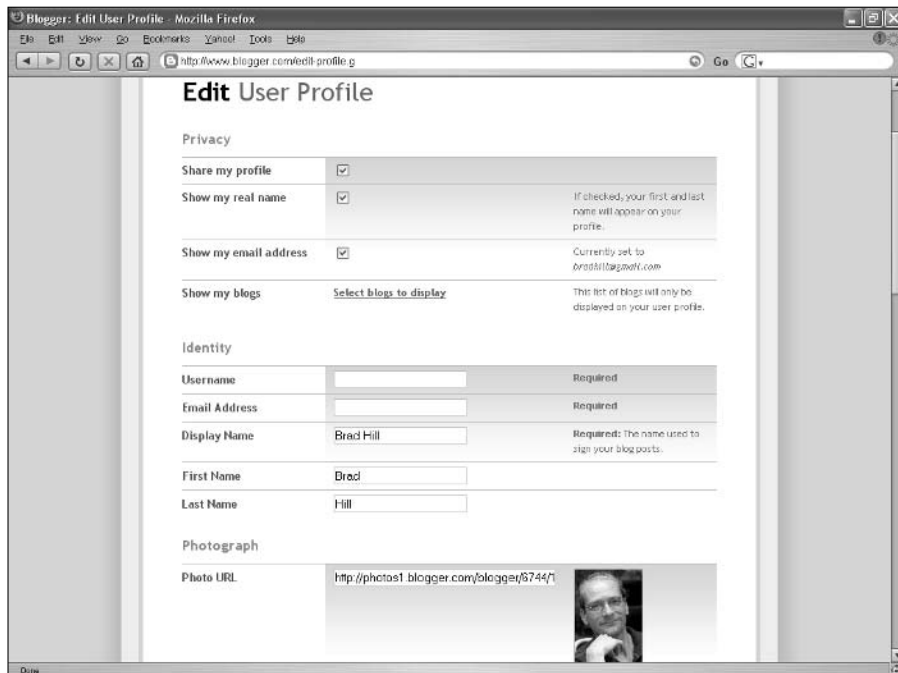 Blogger: Edit User Profile - Mozilla Firefox
File Edit View Go Bookmarks Yahoo! Tools Help
http://www.blogger.com/edit-profile.g
Go
Edit User Profile
Privacy
Share my profile
Show my real name
If checked, your first and last
name will appear on your
profile.
Show my email address
Currently set to
bradhill@gmail.com
Show my blogs
Select blogs to display
This list of blogs will only be
displayed on your user profile.
Identity
Username
Required
Email Address
Required
Display Name
Brad Hill
Required: The name used to
sign your blog posts.
First Name
Brad
Last Name
Hill
Photograph
Photo URL
http://photos1.blogger.com/blogger/6744/1
Done